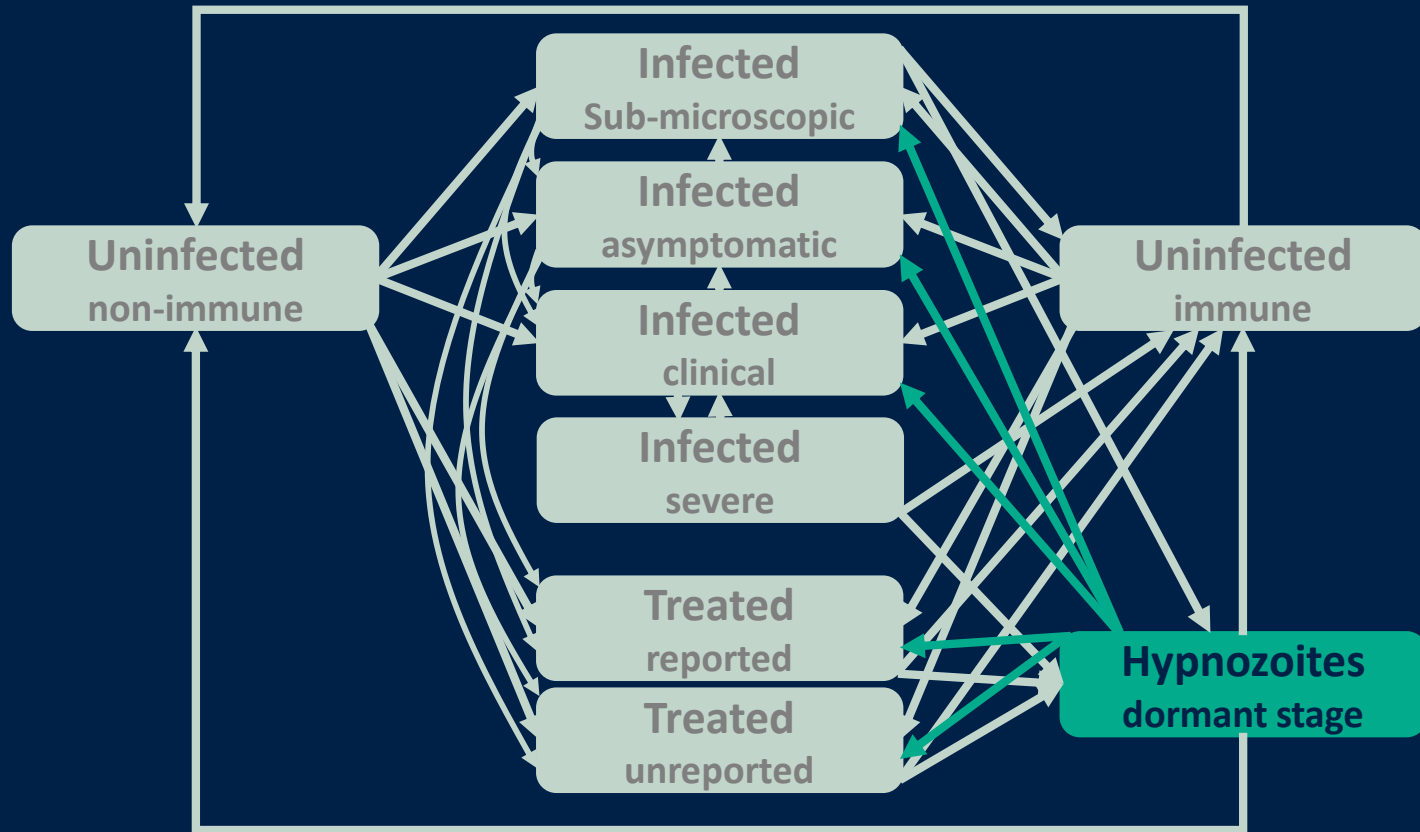 Infected
Sub-microscopic
Infected
asymptomatic
Uninfected
non-immune
Uninfected
immune
Infected
clinical
Infected
severe
Treated
reported
Hypnozoites
dormant stage
Treated
unreported